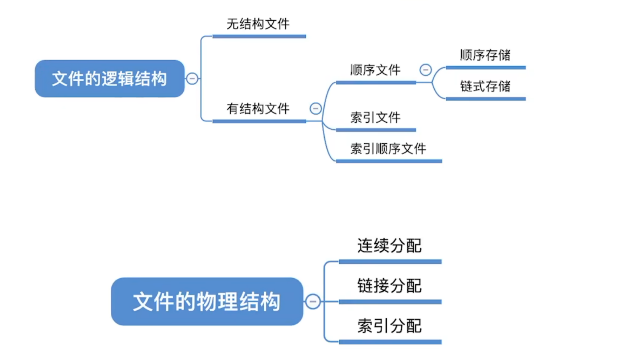 文件的逻辑结构
无结构文件
有结构文件
顺序文件
顺序存储
链式存储
索引文件
索引顺序文件
文件的物理结构
连续分配
链接分配
索引分配